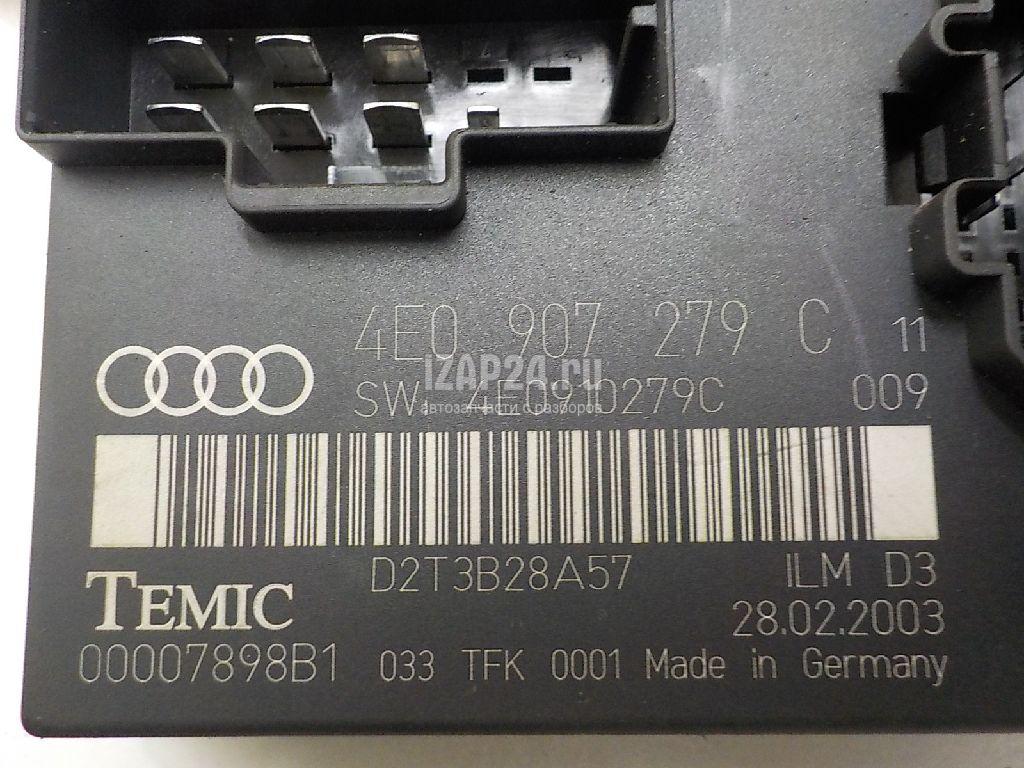 4E0 907 279 C 11
IZAP24.ru
SW: 4E0910279C 009
автозапчасти с разборов
D2T3B28A57 ILM D3
TEMIC 28.02.2003
00007898B1 033 TFK 0001 Made in Germany